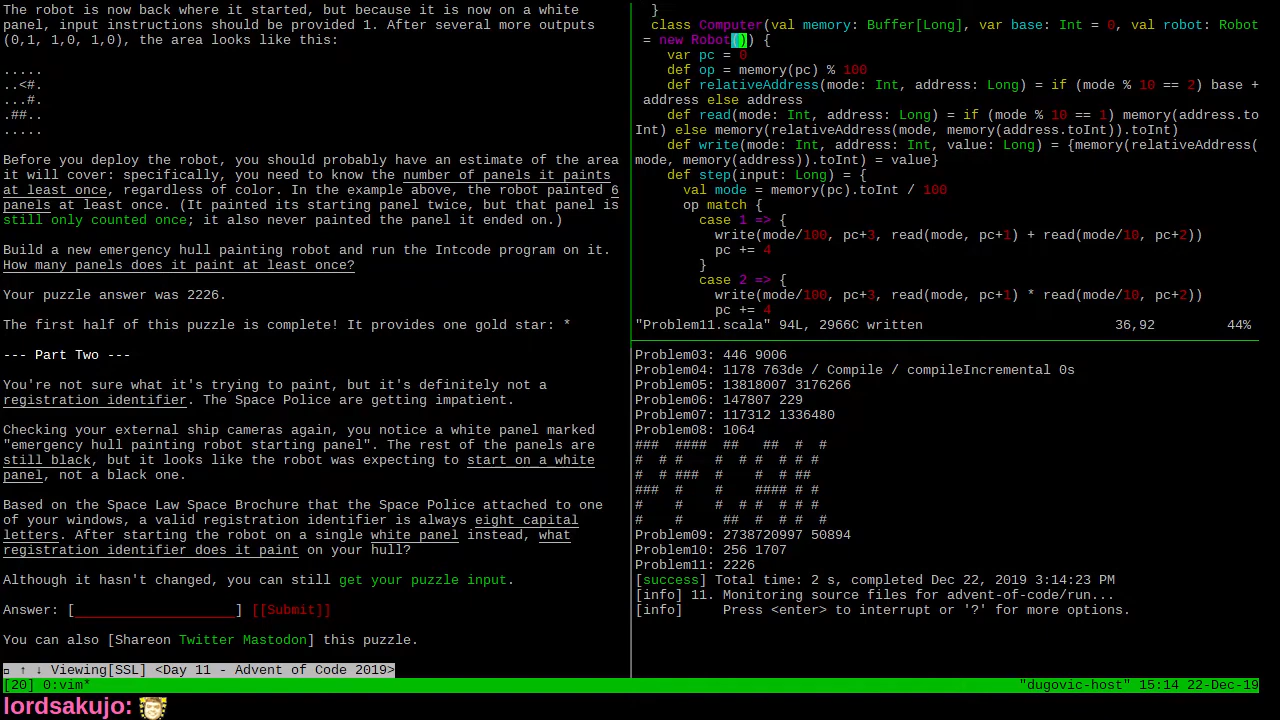 The robot is now back where it started, but because it is now on a white
panel, input instructions should be provided 1. After several more outputs
(0,1, 1,0, 1,0), the area looks like this:
.....
..<#.
...#.
.##..
.....
Before you deploy the robot, you should probably have an estimate of the area
it will cover: specifically, you need to know the number of panels it paints
at least once, regardless of color. In the example above, the robot painted 6
panels at least once. (It painted its starting panel twice, but that panel is
still only counted once; it also never painted the panel it ended on.)
Build a new emergency hull painting robot and run the Intcode program on it.
How many panels does it paint at least once?
Your puzzle answer was 2226.
The first half of this puzzle is complete! It provides one gold star: *
--- Part Two ---
You're not sure what it's trying to paint, but it's definitely not a
registration identifier. The Space Police are getting impatient.
Checking your external ship cameras again, you notice a white panel marked
"emergency hull painting robot starting panel". The rest of the panels are
still black, but it looks like the robot was expecting to start on a white
panel, not a black one.
Based on the Space Law Space Brochure that the Space Police attached to one
of your windows, a valid registration identifier is always eight capital
letters. After starting the robot on a single white panel instead, what
registration identifier does it paint on your hull?
Although it hasn't changed, you can still get your puzzle input.
Answer: [____________________] [[Submit]]
You can also [Shareon Twitter Mastodon] this puzzle.
↑ ↓ Viewing[SSL] <Day 11 - Advent of Code 2019>
}
class Computer(val memory: Buffer[Long], var base: Int = 0, val robot: Robot
= new Robot()) {
var pc = 0
def op = memory(pc) % 100
def relativeAddress(mode: Int, address: Long) = if (mode % 10 == 2) base +
address else address
def read(mode: Int, address: Long) = if (mode % 10 == 1) memory(address.to
Int) else memory(relativeAddress(mode, memory(address.toInt)).toInt)
def write(mode: Int, address: Int, value: Long) = {memory(relativeAddress(
mode, memory(address)).toInt) = value}
def step(input: Long) = {
val mode = memory(pc).toInt / 100
op match {
case 1 => {
write(mode/100, pc+3, read(mode, pc+1) + read(mode/10, pc+2))
pc += 4
}
case 2 => {
write(mode/100, pc+3, read(mode, pc+1) * read(mode/10, pc+2))
pc += 4
"Problem11.scala" 94L, 2966C written 36,92 44%
Problem03: 446 9006
Problem04: 1178 763de / Compile / compileIncremental 0s
Problem05: 13818007 3176266
Problem06: 147807 229
Problem07: 117312 1336480
Problem08: 1064
###  ####  ##   ##  #  #
#  # #    #  # #  # # #
#  # ###  #    #  # ##
###  #    #    #### # #
#    #    #  # #  # # #
#    #     ##  #  # #  #
Problem09: 2738720997 50894
Problem10: 256 1707
Problem11: 2226
[success] Total time: 2 s, completed Dec 22, 2019 3:14:23 PM
[info] 11. Monitoring source files for advent-of-code/run...
[info]     Press <enter> to interrupt or '?' for more options.
[20] 0:vim* "dugovic-host" 15:14 22-Dec-19
lordsakujo: